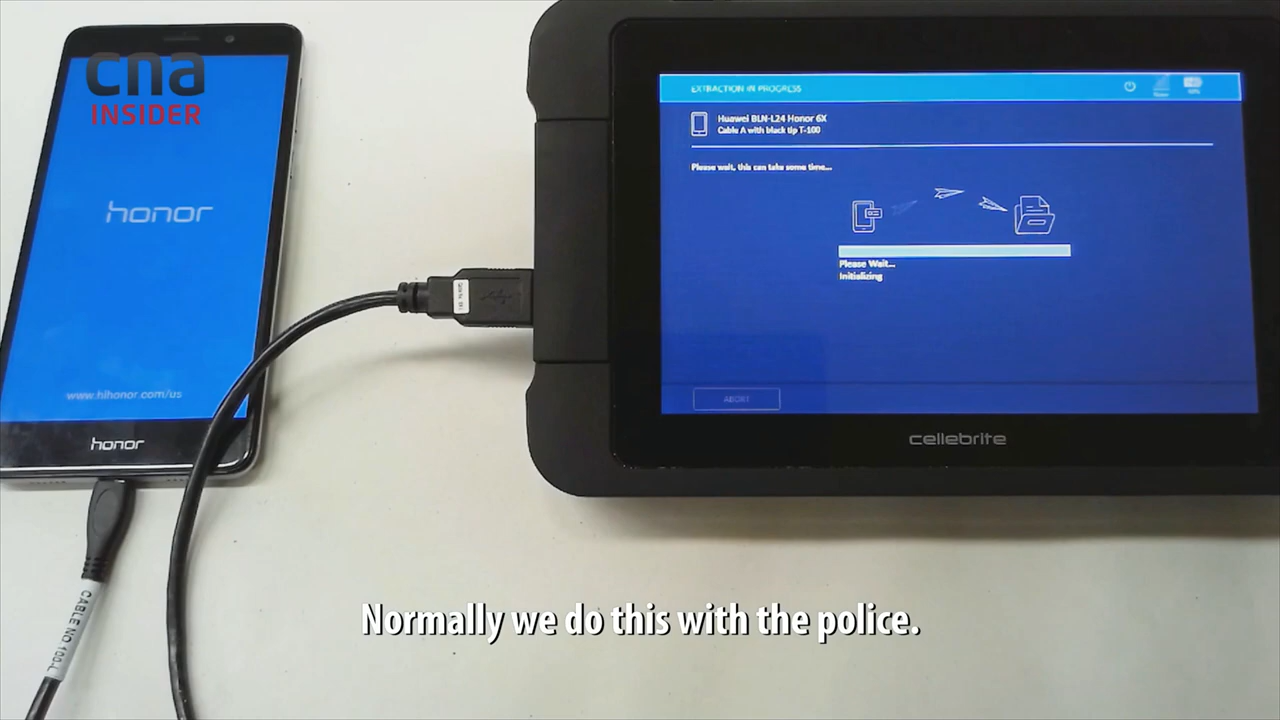 cna
INSIDER
honor
www.hihonor.com/us
honor
CABLE NO.100-L
EXTRACTION IN PROGRESS
Huawei BLN-L24 Honor 6X
Cable A with black tip T-100
Please wait, this can take some time...
Please Wait...
Initializing
ABORT
cellebrite
Normally we do this with the police.